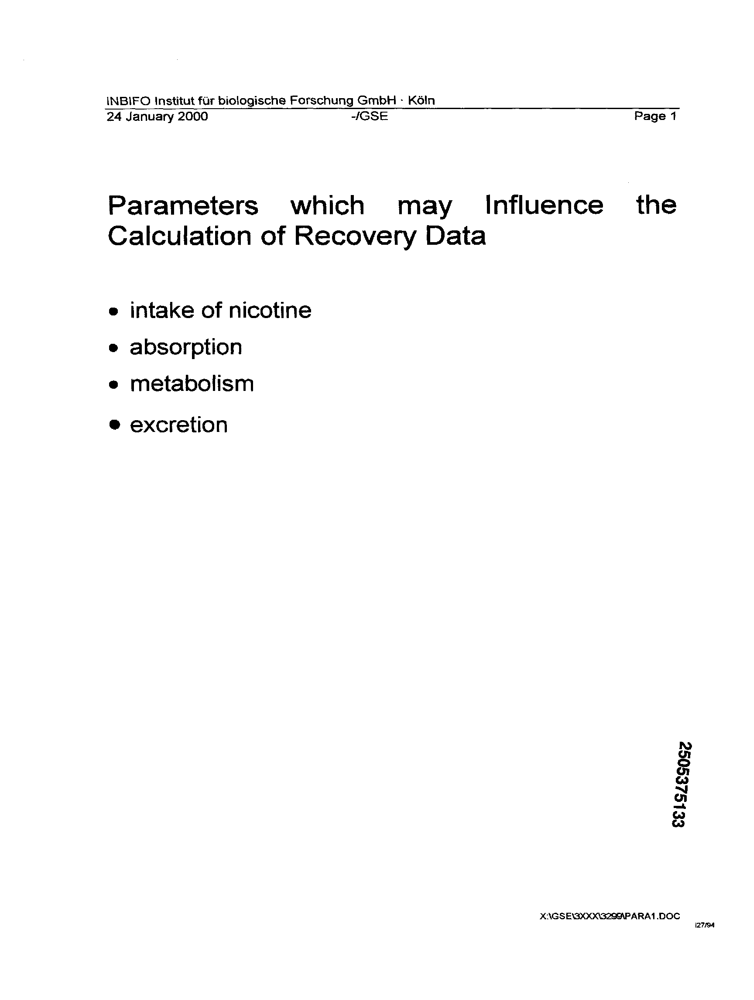 INBIFO Institut für biologische Forschung GmbH · Köln
24 January 2000 -/GSE Page 1
Parameters which may Influence the
Calculation of Recovery Data
• intake of nicotine
• absorption
• metabolism
• excretion
2505375133
X:\GSE\3XXX\3299\PARA1.DOC
I27/94